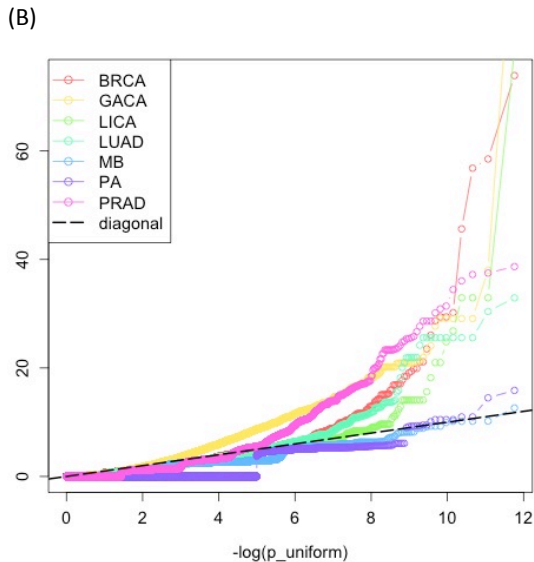 (B)
BRCA
GACA
LICA
LUAD
MB
PA
PRAD
diagonal
60
40
20
0
0 2 4 6 8 10 12
-log(p_uniform)